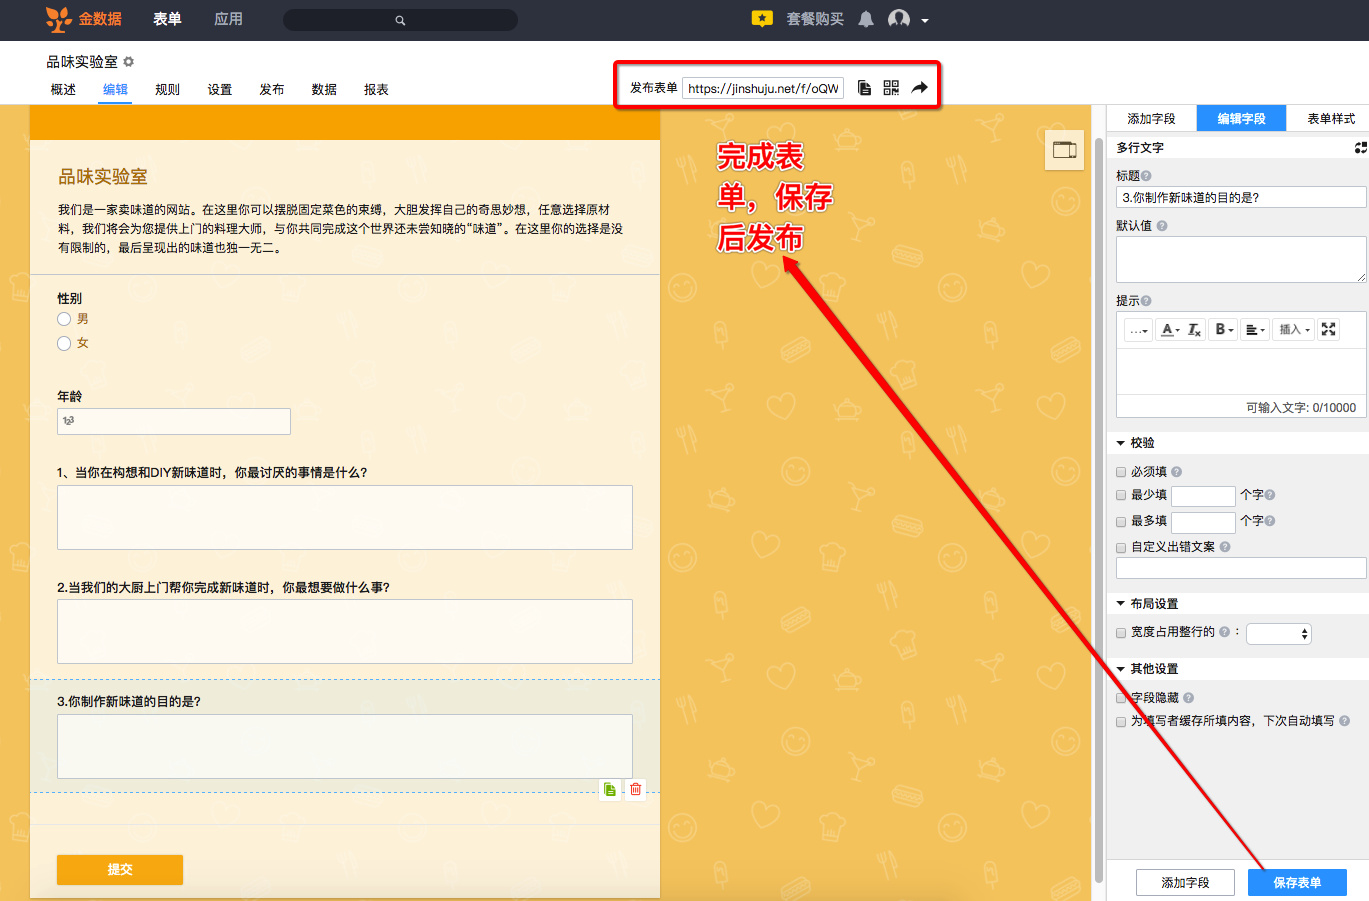 金数据
表单
应用
套餐购买
品味实验室
概述
编辑
规则
设置
发布
数据
报表
发布表单
https://jinshuju.net/f/oQW
添加字段
编辑字段
表单样式
品味实验室
我们是一家卖味道的网站。在这里你可以摆脱固定菜色的束缚，大胆发挥自己的奇思妙想，任意选择原材
料，我们将会为您提供上门的料理大师，与你共同完成这个世界还未尝知晓的“味道”。在这里你的选择是没
有限制的，最后呈现出的味道也独一无二。
性别
男
女
年龄
123
1、当你在构想和DIY新味道时，你最讨厌的事情是什么?
2.当我们的大厨上门帮你完成新味道时，你最想要做什么事?
3.你制作新味道的目的是?
提交
完成表
单，保存
后发布
多行文字
标题
3.你制作新味道的目的是?
默认值
提示
... A Tx B 插入
可输入文字: 0/10000
校验
必须填
最少填 个字
最多填 个字
自定义出错文案
布局设置
宽度占用整行的 :
其他设置
字段隐藏
为填写者缓存所填内容，下次自动填写
添加字段
保存表单